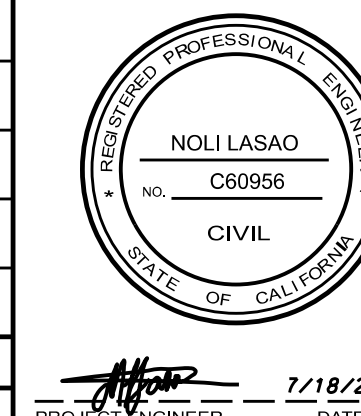 REGISTERED PROFESSIONAL ENGINEER
NOLI LASAO
NO. C60956
CIVIL
* STATE OF CALIFORNIA
7/18/2
PROJECT ENGINEER DATE